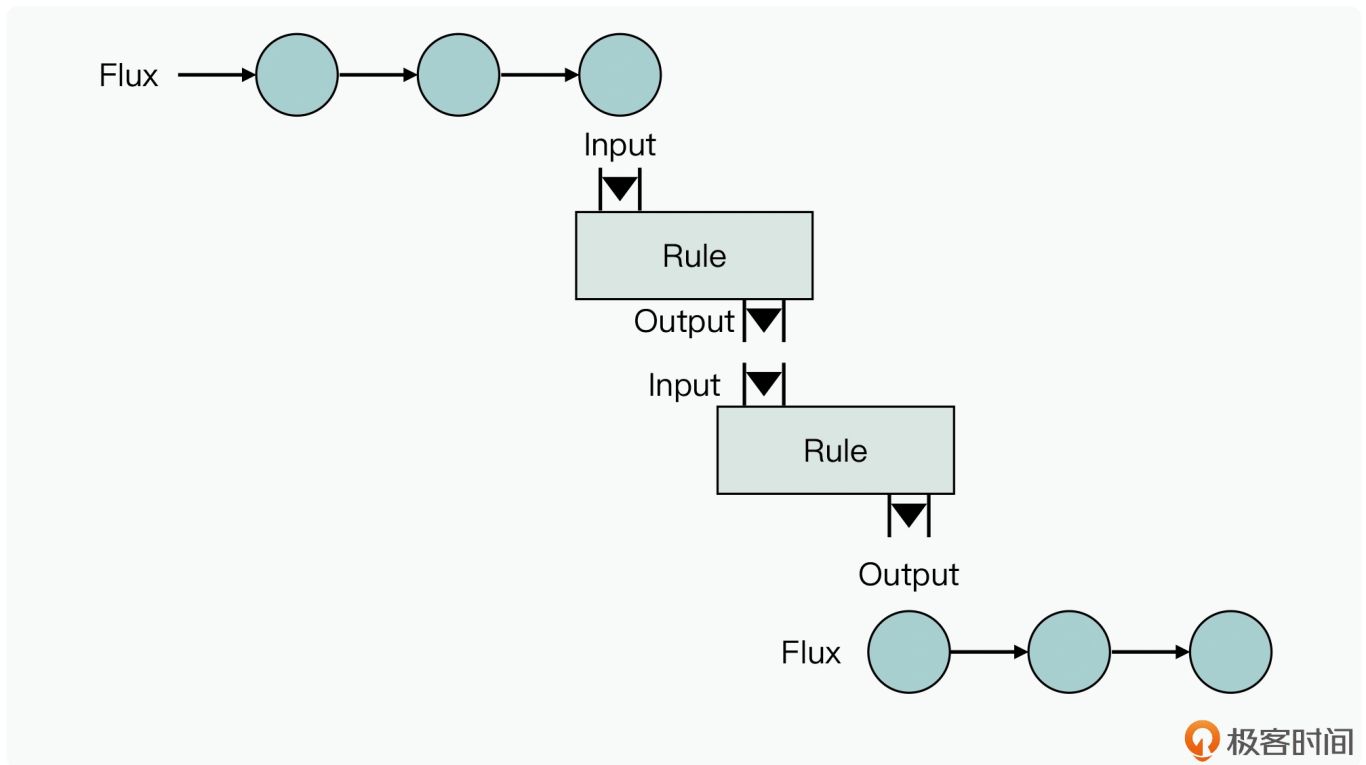 Flux
Input
Rule
Output
Input
Rule
Output
Flux
极客时间